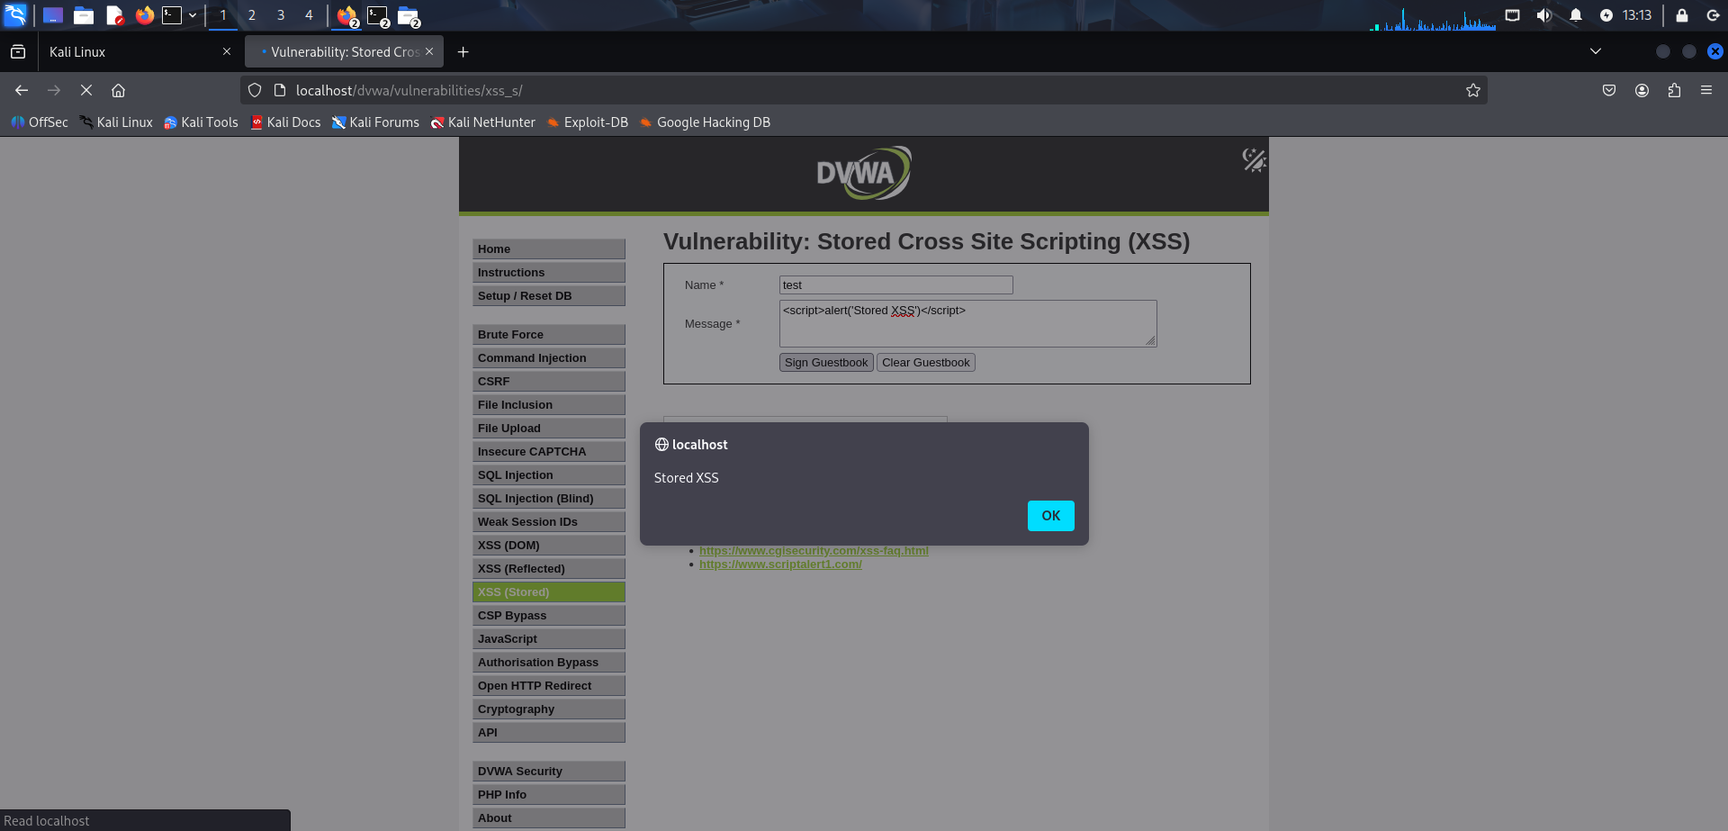 1 2 3 4 2 2 2 13:13
Kali Linux Vulnerability: Stored Cros
localhost/dvwa/vulnerabilities/xss_s/
OffSec Kali Linux Kali Tools Kali Docs Kali Forums Kali NetHunter Exploit-DB Google Hacking DB
DVWA
Vulnerability: Stored Cross Site Scripting (XSS)
Name * test
Message * <script>alert('Stored XSS')</script>
Sign Guestbook Clear Guestbook
localhost
Stored XSS
OK
https://www.cgisecurity.com/xss-faq.html
https://www.scriptalert1.com/
Home
Instructions
Setup / Reset DB
Brute Force
Command Injection
CSRF
File Inclusion
File Upload
Insecure CAPTCHA
SQL Injection
SQL Injection (Blind)
Weak Session IDs
XSS (DOM)
XSS (Reflected)
XSS (Stored)
CSP Bypass
JavaScript
Authorisation Bypass
Open HTTP Redirect
Cryptography
API
DVWA Security
PHP Info
About
Read localhost